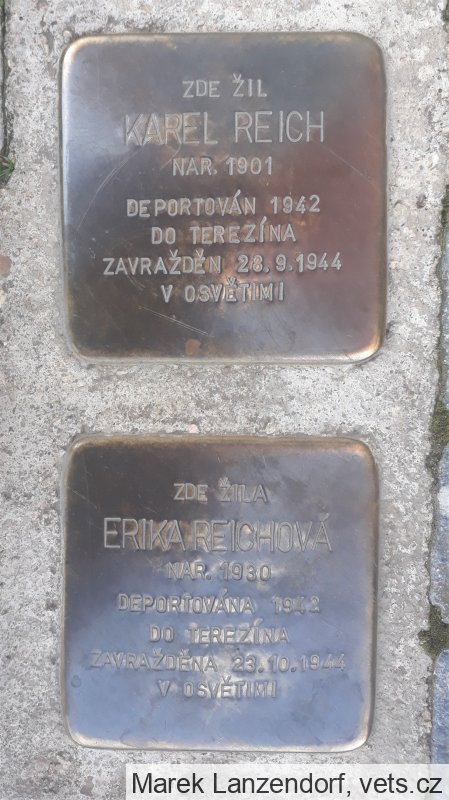 ZDE ŽIL
KAREL REICH
NAR. 1901
DEPORTOVÁN 1942
DO TEREZÍNA
ZAVRAŽDĚN 28.9.1944
V OSVĚTIMI
ZDE ŽILA
ERIKA REICHOVÁ
NAR. 1930
DEPORTOVÁNA 1942
DO TEREZÍNA
ZAVRAŽDĚNA 23.10.1944
V OSVĚTIMI
Marek Lanzendorf, vets.cz